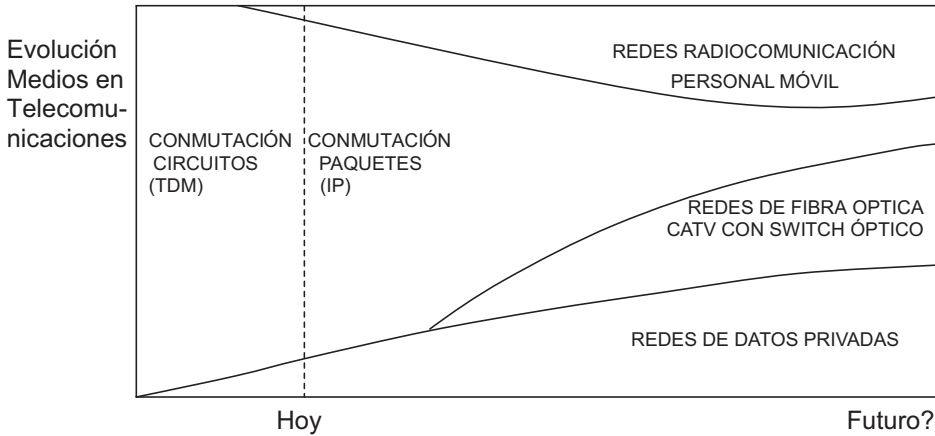 Evolución
Medios en
Telecomu-
nicaciones
REDES RADIOCOMUNICACIÓN
PERSONAL MÓVIL
CONMUTACIÓN
CIRCUITOS
(TDM)
CONMUTACIÓN
PAQUETES
(IP)
REDES DE FIBRA OPTICA
CATV CON SWITCH ÓPTICO
REDES DE DATOS PRIVADAS
Hoy
Futuro?